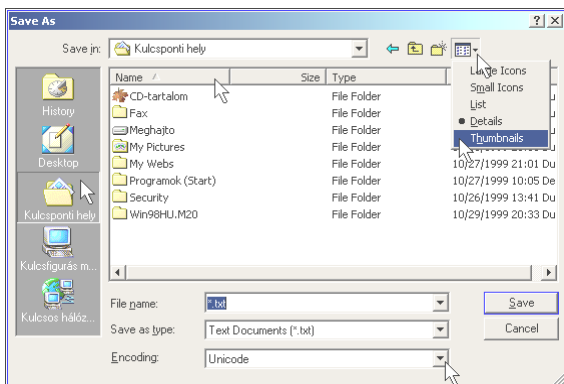 Save As
Save in: Kulcsponti hely
Large Icons
Small Icons
List
Details
Thumbnails
Name Size Type
CD-tartalom File Folder
Fax File Folder
Meghajto File Folder
My Pictures File Folder
My Webs File Folder 10/27/1999 21:01 Du
Programok (Start) File Folder 10/27/1999 10:05 De
Security File Folder 10/26/1999 13:41 Du
Win98HU.M20 File Folder 10/29/1999 20:33 Du
History
Desktop
Kulcsponti hely
Kulcsfigurás m...
Kulcsos hálóz...
File name: *.txt Save
Save as type: Text Documents (*.txt) Cancel
Encoding: Unicode